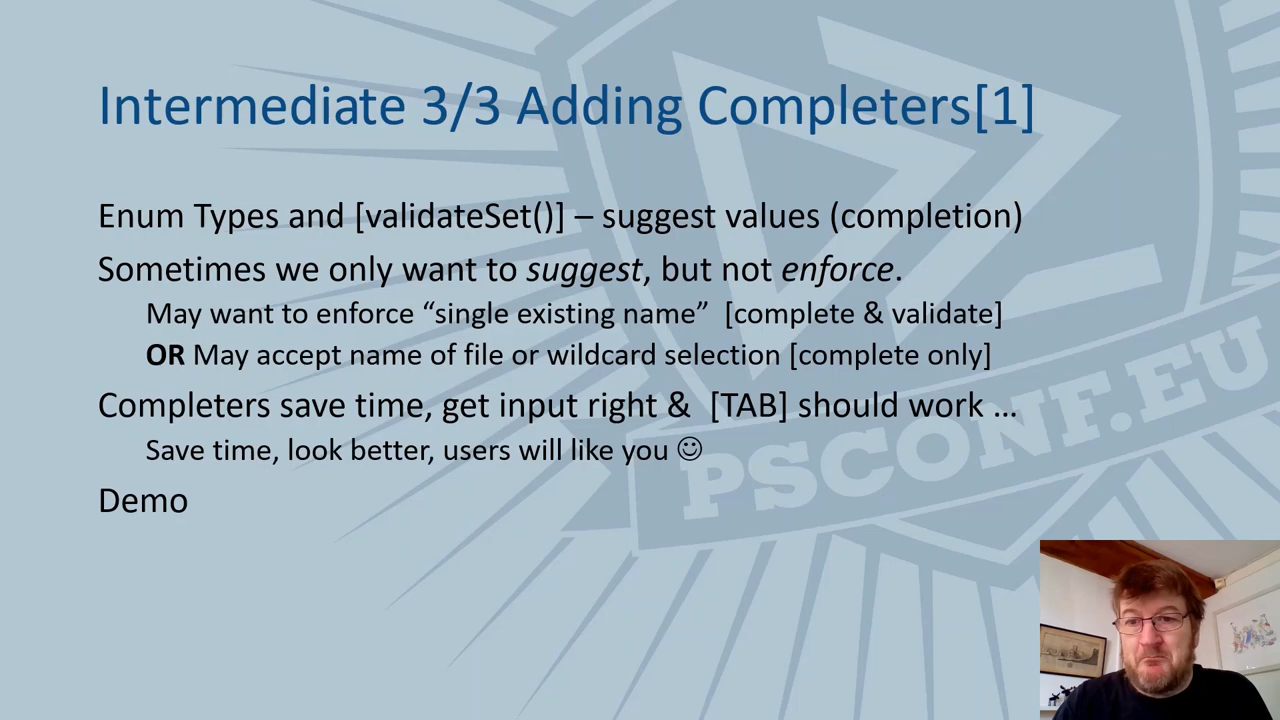 Intermediate 3/3 Adding Completers[1]
Enum Types and [validateSet()] – suggest values (completion)
Sometimes we only want to suggest, but not enforce.
May want to enforce “single existing name” [complete & validate]
OR May accept name of file or wildcard selection [complete only]
Completers save time, get input right & [TAB] should work …
Save time, look better, users will like you ☺
Demo
PSCONF.EU